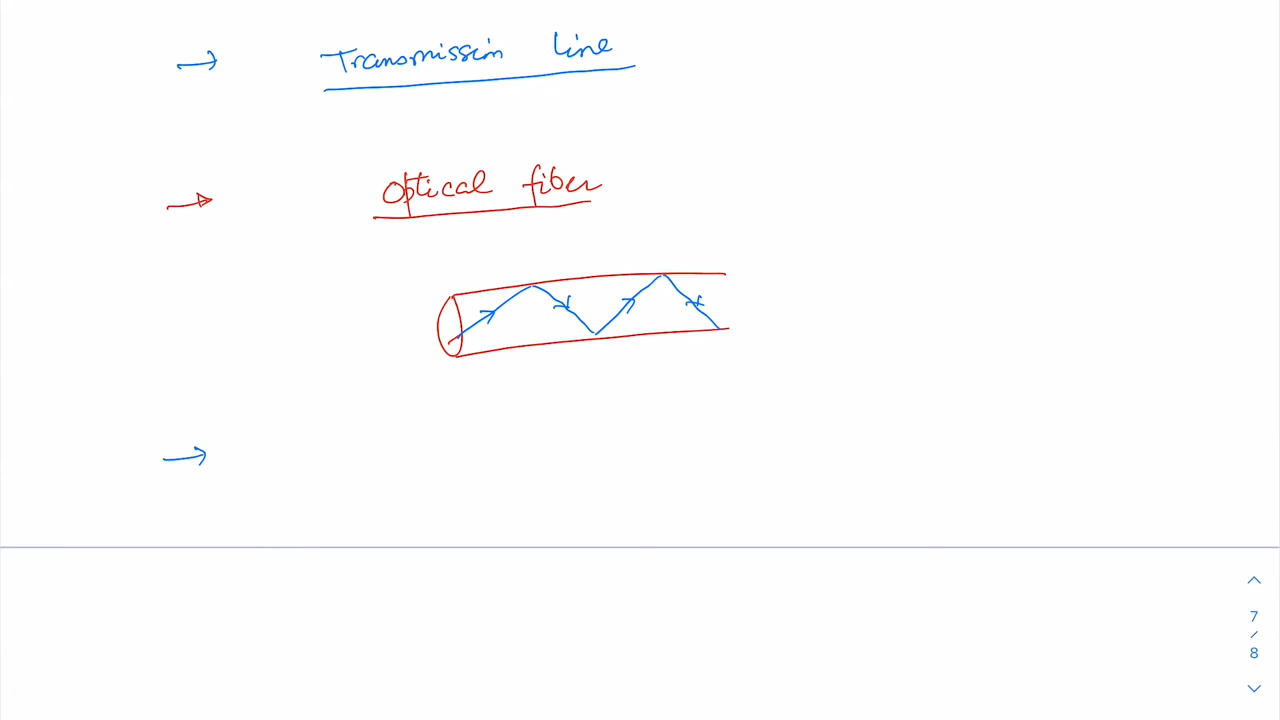 → Transmission line
→ Optical fiber
→
7
/
8